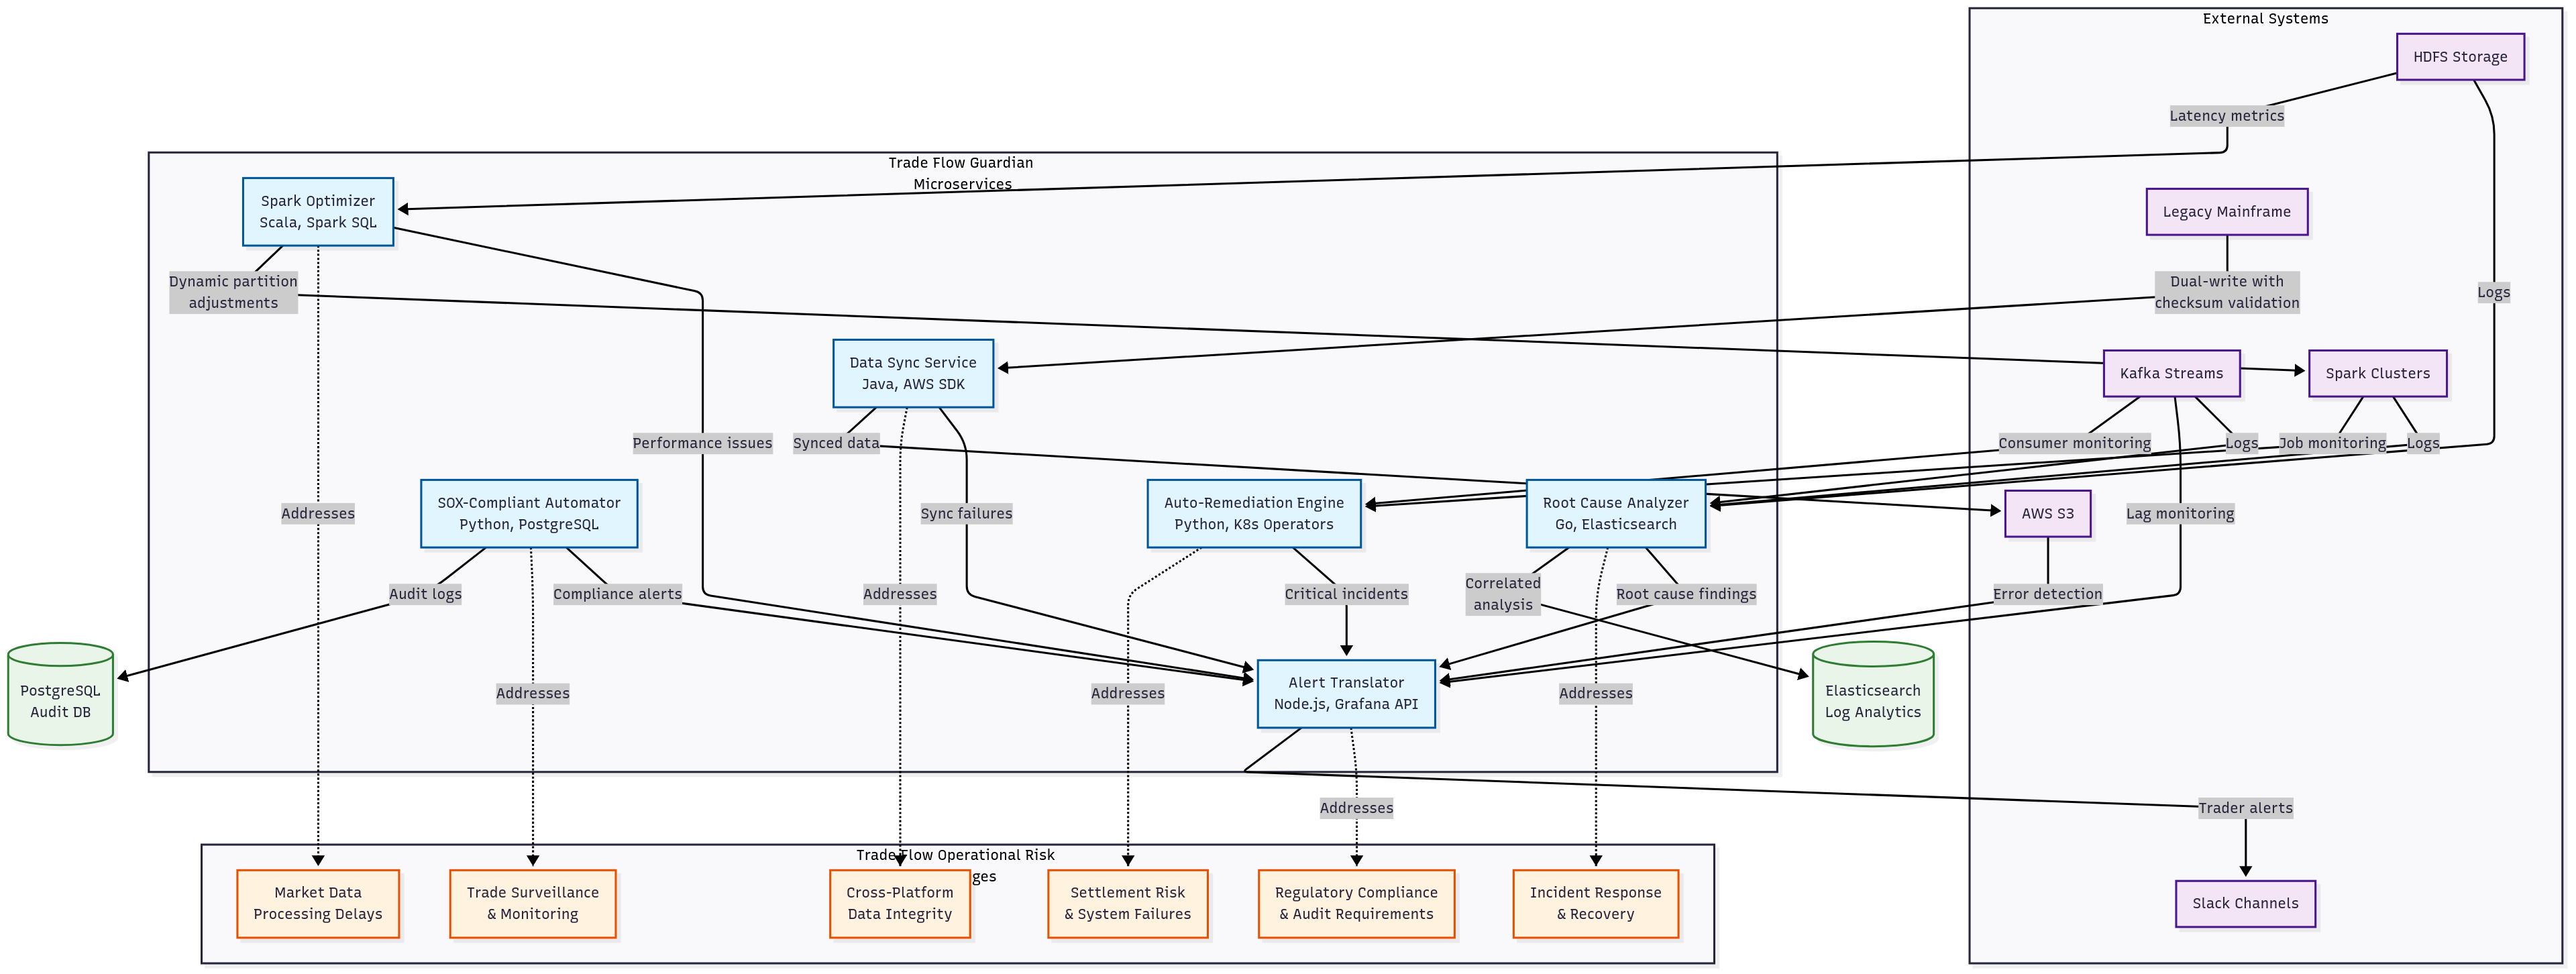 External Systems
HDFS Storage
Latency metrics
Trade Flow Guardian
Microservices
Spark Optimizer
Scala, Spark SQL
Legacy Mainframe
Dynamic partition
adjustments
Dual-write with
checksum validation
Logs
Data Sync Service
Java, AWS SDK
Kafka Streams
Spark Clusters
Performance issues
Synced data
Consumer monitoring
Logs
Job monitoring
Logs
SOX-Compliant Automator
Python, PostgreSQL
Auto-Remediation Engine
Python, K8s Operators
Root Cause Analyzer
Go, Elasticsearch
Addresses
Sync failures
AWS S3
Lag monitoring
Audit logs
Compliance alerts
Addresses
Critical incidents
Correlated
analysis
Root cause findings
Error detection
PostgreSQL
Audit DB
Addresses
Addresses
Alert Translator
Node.js, Grafana API
Addresses
Elasticsearch
Log Analytics
Addresses
Trader alerts
Trade Flow Operational Risk
Market Data
Processing Delays
Trade Surveillance
& Monitoring
Cross-Platform
Data Integrity
Settlement Risk
& System Failures
Regulatory Compliance
& Audit Requirements
Incident Response
& Recovery
Slack Channels